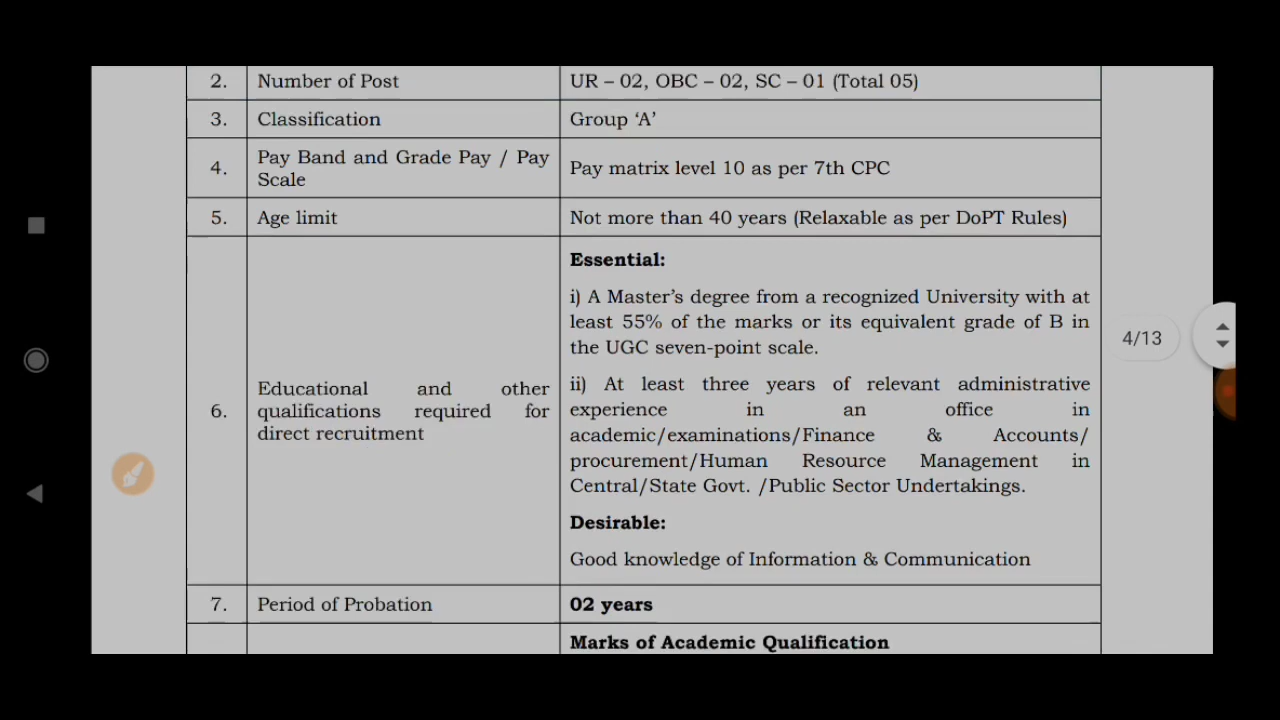 2. Number of Post UR – 02, OBC – 02, SC – 01 (Total 05)
3. Classification Group ‘A’
4. Pay Band and Grade Pay / Pay
Scale
Pay matrix level 10 as per 7th CPC
5. Age limit Not more than 40 years (Relaxable as per DoPT Rules)
6. Educational and other
qualifications required for
direct recruitment
Essential:
i) A Master’s degree from a recognized University with at
least 55% of the marks or its equivalent grade of B in
the UGC seven-point scale.
ii) At least three years of relevant administrative
experience in an office in
academic/examinations/Finance & Accounts/
procurement/Human Resource Management in
Central/State Govt. /Public Sector Undertakings.
Desirable:
Good knowledge of Information & Communication
7. Period of Probation 02 years
Marks of Academic Qualification
4/13